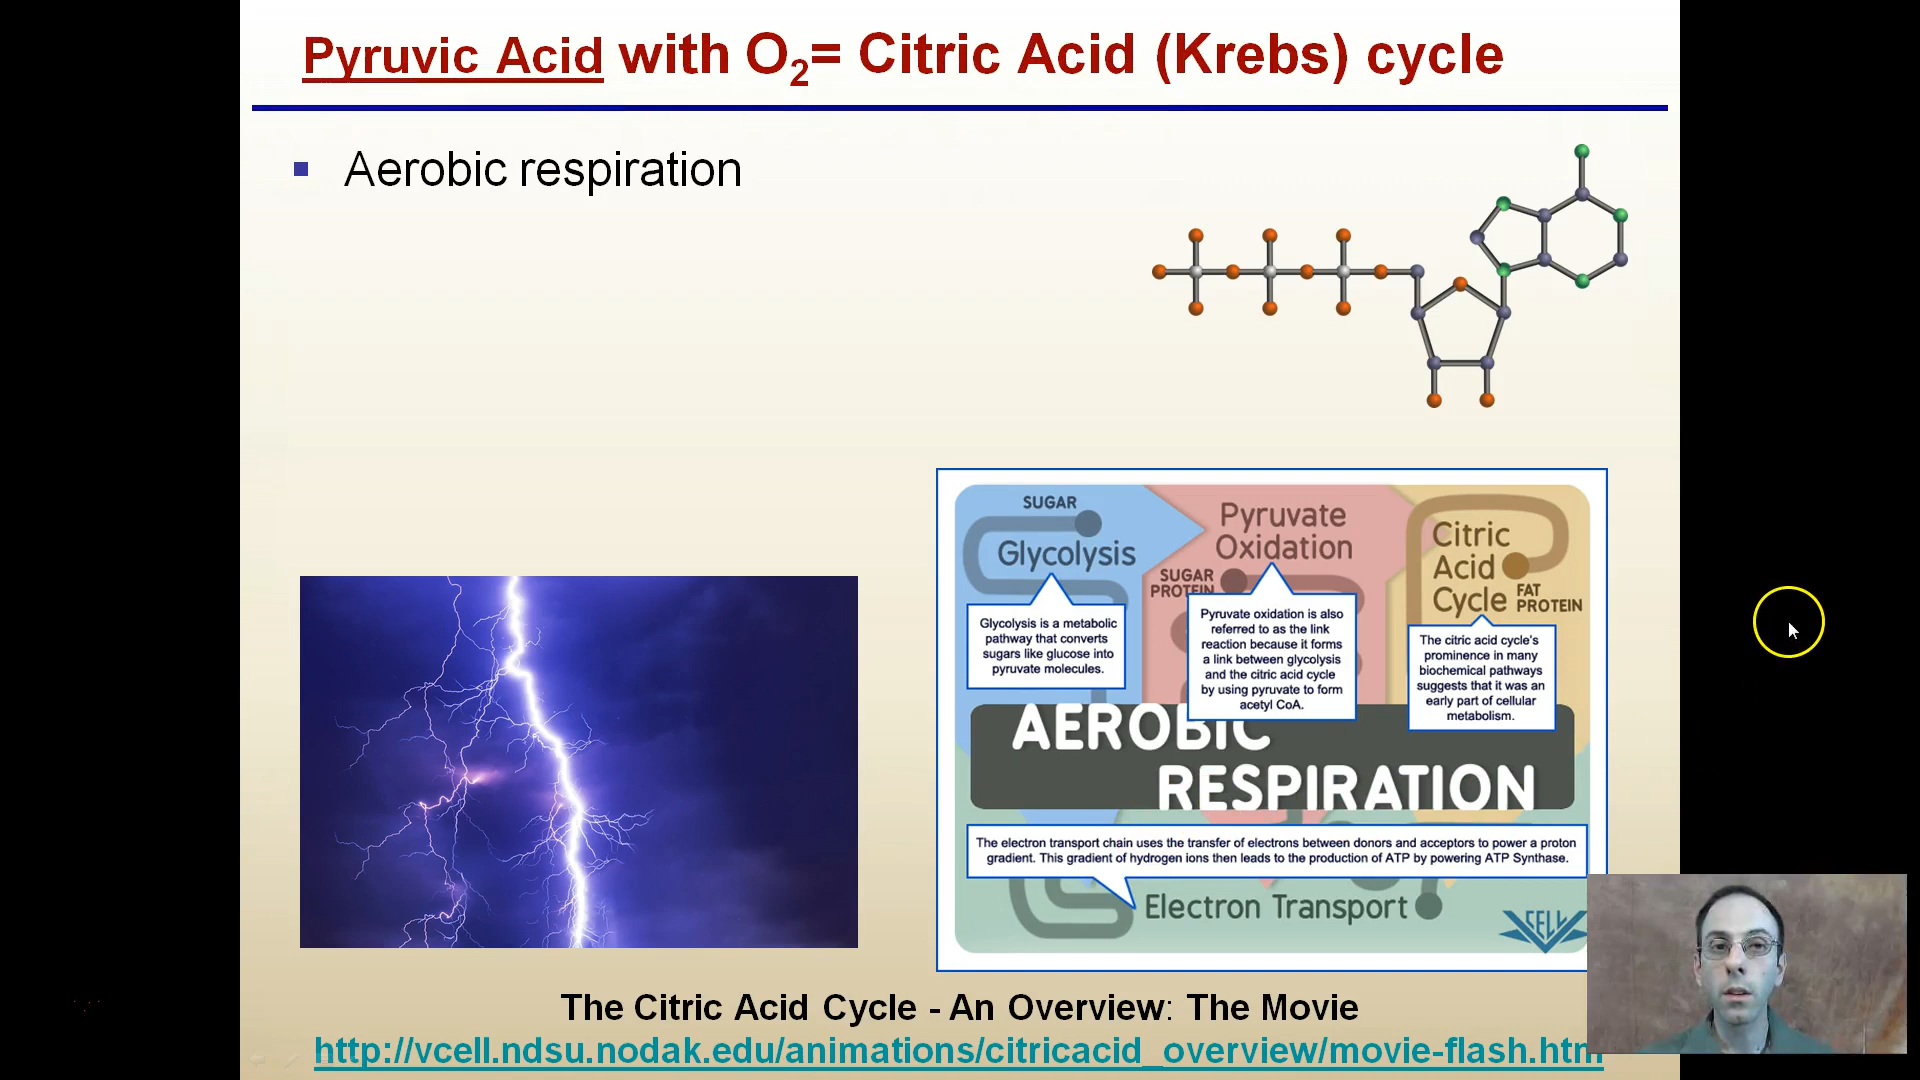 Pyruvic Acid with O2= Citric Acid (Krebs) cycle
Aerobic respiration
SUGAR
Glycolysis
Glycolysis is a metabolic
pathway that converts
sugars like glucose into
pyruvate molecules.
Pyruvate
Oxidation
SUGAR
PROTEIN
Pyruvate oxidation is also
referred to as the link
reaction because it forms
a link between glycolysis
and the citric acid cycle
by using pyruvate to form
acetyl CoA.
Citric
Acid
Cycle
FAT
PROTEIN
The citric acid cycle's
prominence in many
biochemical pathways
suggests that it was an
early part of cellular
metabolism.
AEROBIC
RESPIRATION
The electron transport chain uses the transfer of electrons between donors and acceptors to power a proton
gradient. This gradient of hydrogen ions then leads to the production of ATP by powering ATP Synthase.
Electron Transport
VCELL
The Citric Acid Cycle - An Overview: The Movie
http://vcell.ndsu.nodak.edu/animations/citricacid_overview/movie-flash.htm